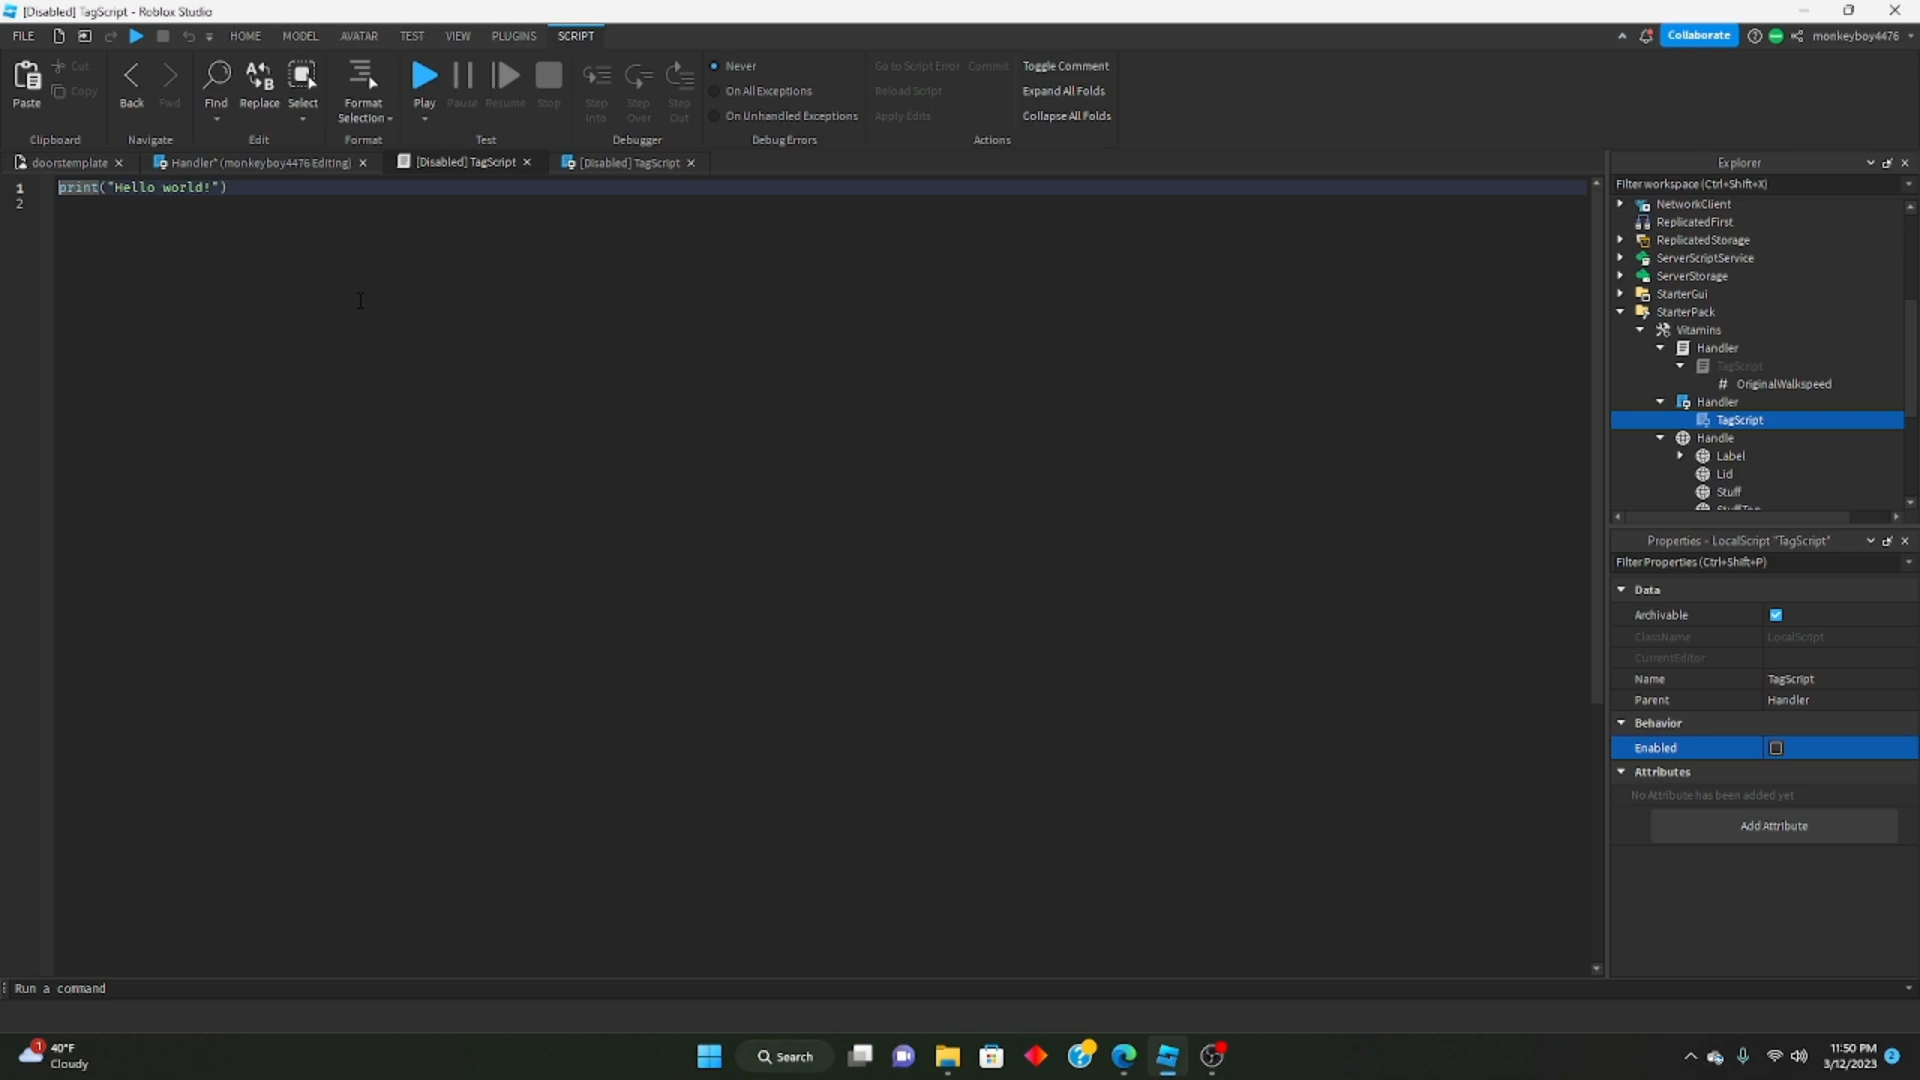 [Disabled] TagScript - Roblox Studio
FILE HOME MODEL AVATAR TEST VIEW PLUGINS SCRIPT Collaborate monkeyboy4476
Paste Cut Copy Back Fwd Find Replace Select Format Selection Play Pause Resume Stop Step Into Step Over Step Out
Never
On All Exceptions
On Unhandled Exceptions
Go to Script Error Commit
Reload Script
Apply Edits
Toggle Comment
Expand All Folds
Collapse All Folds
Clipboard Navigate Edit Format Test Debugger Debug Errors Actions
doorstemplate Handler* (monkeyboy4476 Editing) [Disabled] TagScript [Disabled] TagScript
1 print("Hello world!")
2
Explorer
Filter workspace (Ctrl+Shift+X)
NetworkClient
ReplicatedFirst
ReplicatedStorage
ServerScriptService
ServerStorage
StarterGui
StarterPack
Vitamins
Handler
TagScript
# OriginalWalkspeed
Handler
TagScript
Handle
Label
Lid
Stuff
StuffTop
Properties - LocalScript "TagScript"
Filter Properties (Ctrl+Shift+P)
Data
Archivable
ClassName LocalScript
CurrentEditor
Name TagScript
Parent Handler
Behavior
Enabled
Attributes
No Attribute has been added yet
Add Attribute
Run a command
1 40°F
Cloudy
Search
11:50 PM
3/12/2023
2